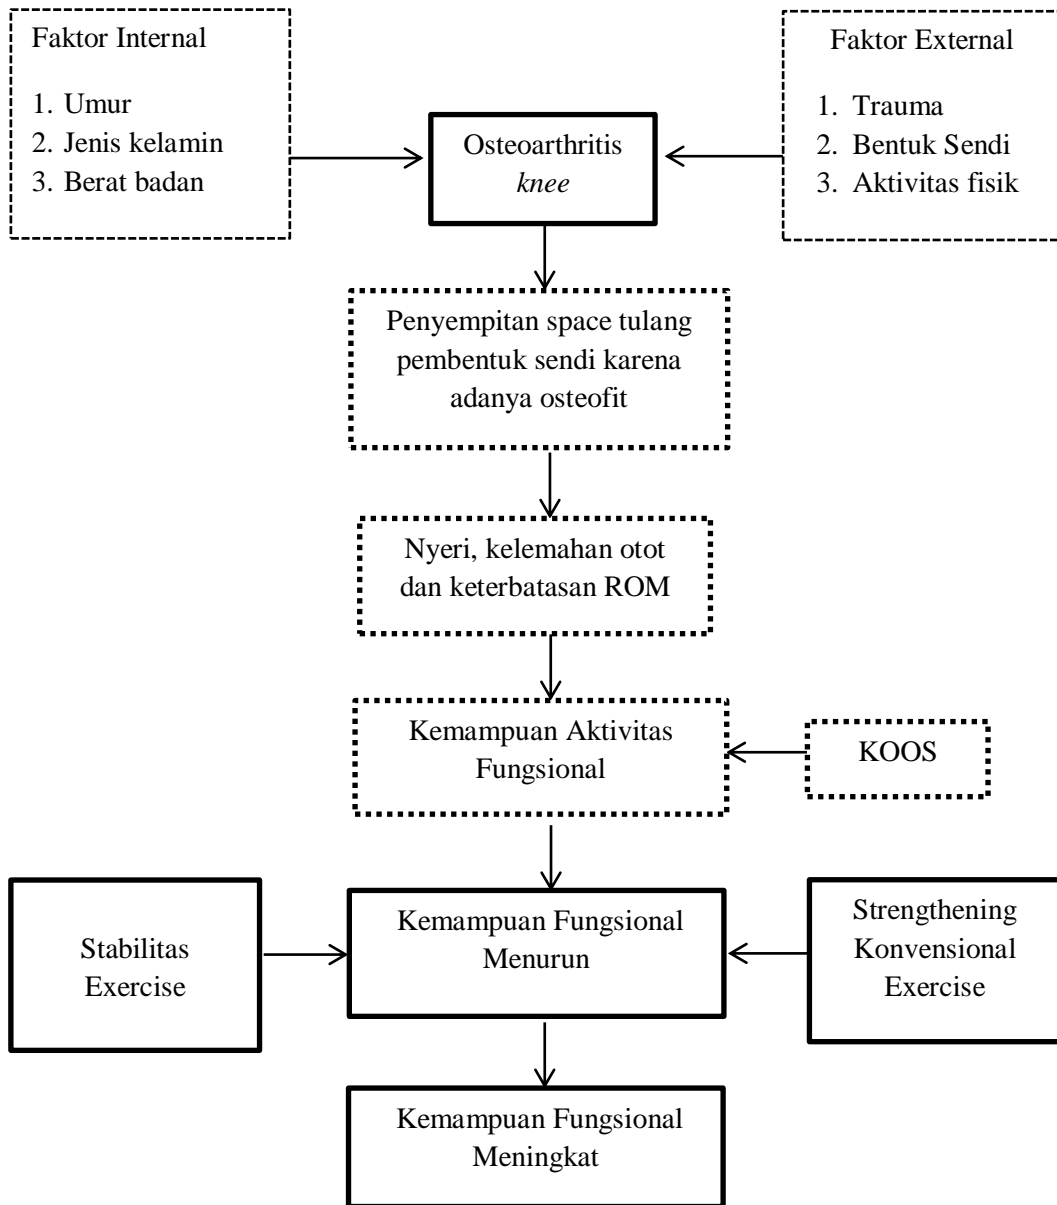 Faktor Internal
1. Umur
2. Jenis kelamin
3. Berat badan
Faktor External
1. Trauma
2. Bentuk Sendi
3. Aktivitas fisik
Osteoarthritis
knee
Penyempitan space tulang
pembentuk sendi karena
adanya osteofit
Nyeri, kelemahan otot
dan keterbatasan ROM
Kemampuan Aktivitas
Fungsional
KOOS
Stabilitas
Exercise
Kemampuan Fungsional
Menurun
Strengthening
Konvensional
Exercise
Kemampuan Fungsional
Meningkat